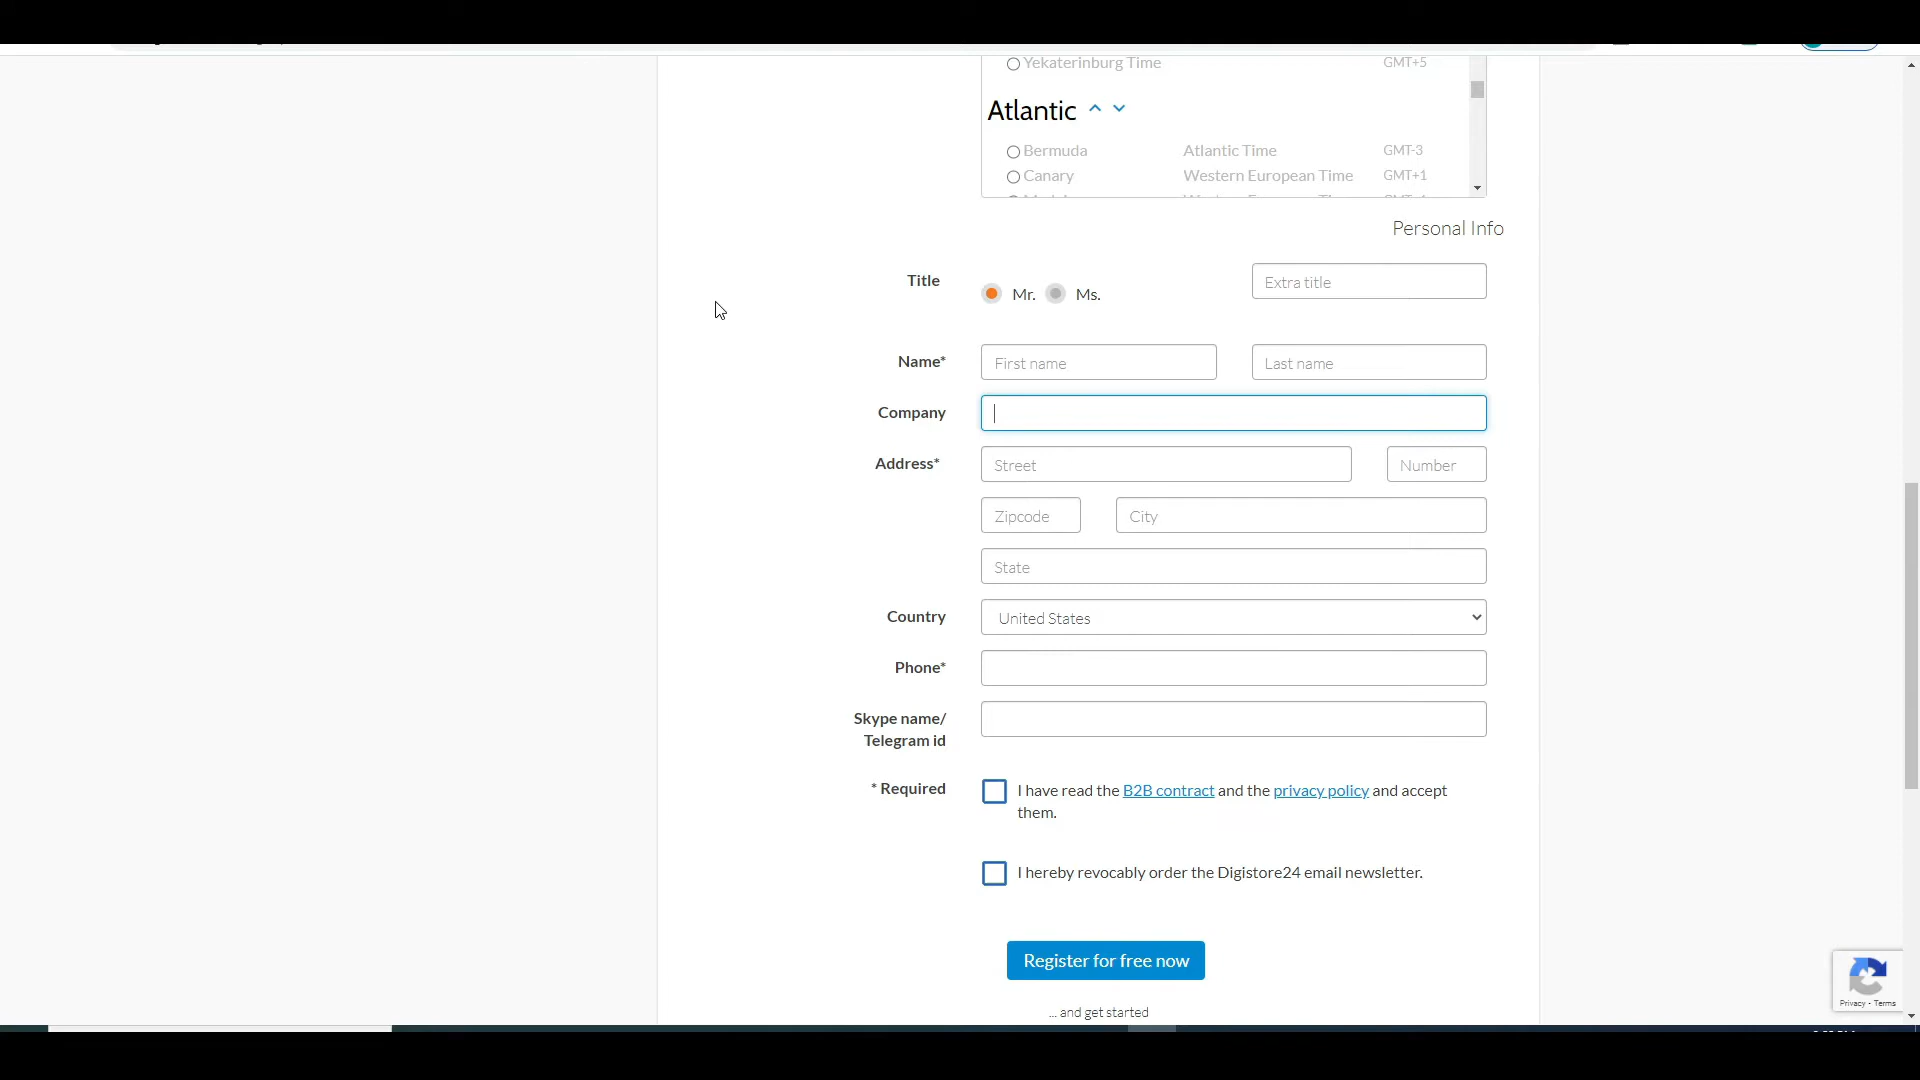 Yekaterinburg Time GMT+5
Atlantic
Bermuda Atlantic Time GMT-3
Canary Western European Time GMT+1
Personal Info
Title Mr. Ms. Extra title
Name* First name Last name
Company
Address* Street Number
Zipcode City
State
Country United States
Phone*
Skype name/
Telegram id
* Required I have read the B2B contract and the privacy policy and accept
them.
I hereby revocably order the Digistore24 email newsletter.
Register for free now
... and get started
Privacy - Terms